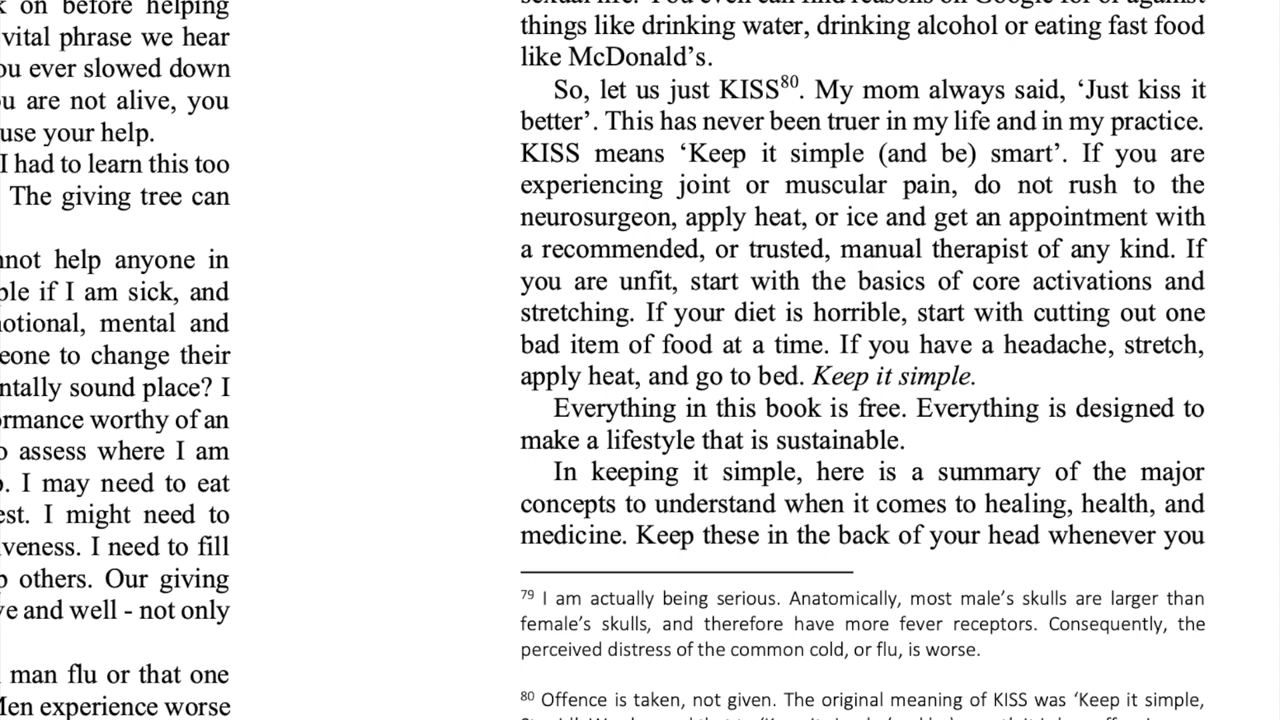 on before helping
vital phrase we hear
ou ever slowed down
are not alive, you
use your help.
I had to learn this too
The giving tree can
not help anyone in
if I am sick, and
mental and
to change their
sound place? I
worthy of an
assess where I am
I may need to eat
I might need to
I need to fill
others. Our giving
and well - not only
man flu or that one
experience worse
things like drinking water, drinking alcohol or eating fast food
like McDonald’s.
So, let us just KISS80. My mom always said, ‘Just kiss it
better’. This has never been truer in my life and in my practice.
KISS means ‘Keep it simple (and be) smart’. If you are
experiencing joint or muscular pain, do not rush to the
neurosurgeon, apply heat, or ice and get an appointment with
a recommended, or trusted, manual therapist of any kind. If
you are unfit, start with the basics of core activations and
stretching. If your diet is horrible, start with cutting out one
bad item of food at a time. If you have a headache, stretch,
apply heat, and go to bed. Keep it simple.
Everything in this book is free. Everything is designed to
make a lifestyle that is sustainable.
In keeping it simple, here is a summary of the major
concepts to understand when it comes to healing, health, and
medicine. Keep these in the back of your head whenever you
79 I am actually being serious. Anatomically, most male’s skulls are larger than
female’s skulls, and therefore have more fever receptors. Consequently, the
perceived distress of the common cold, or flu, is worse.
80 Offence is taken, not given. The original meaning of KISS was ‘Keep it simple,